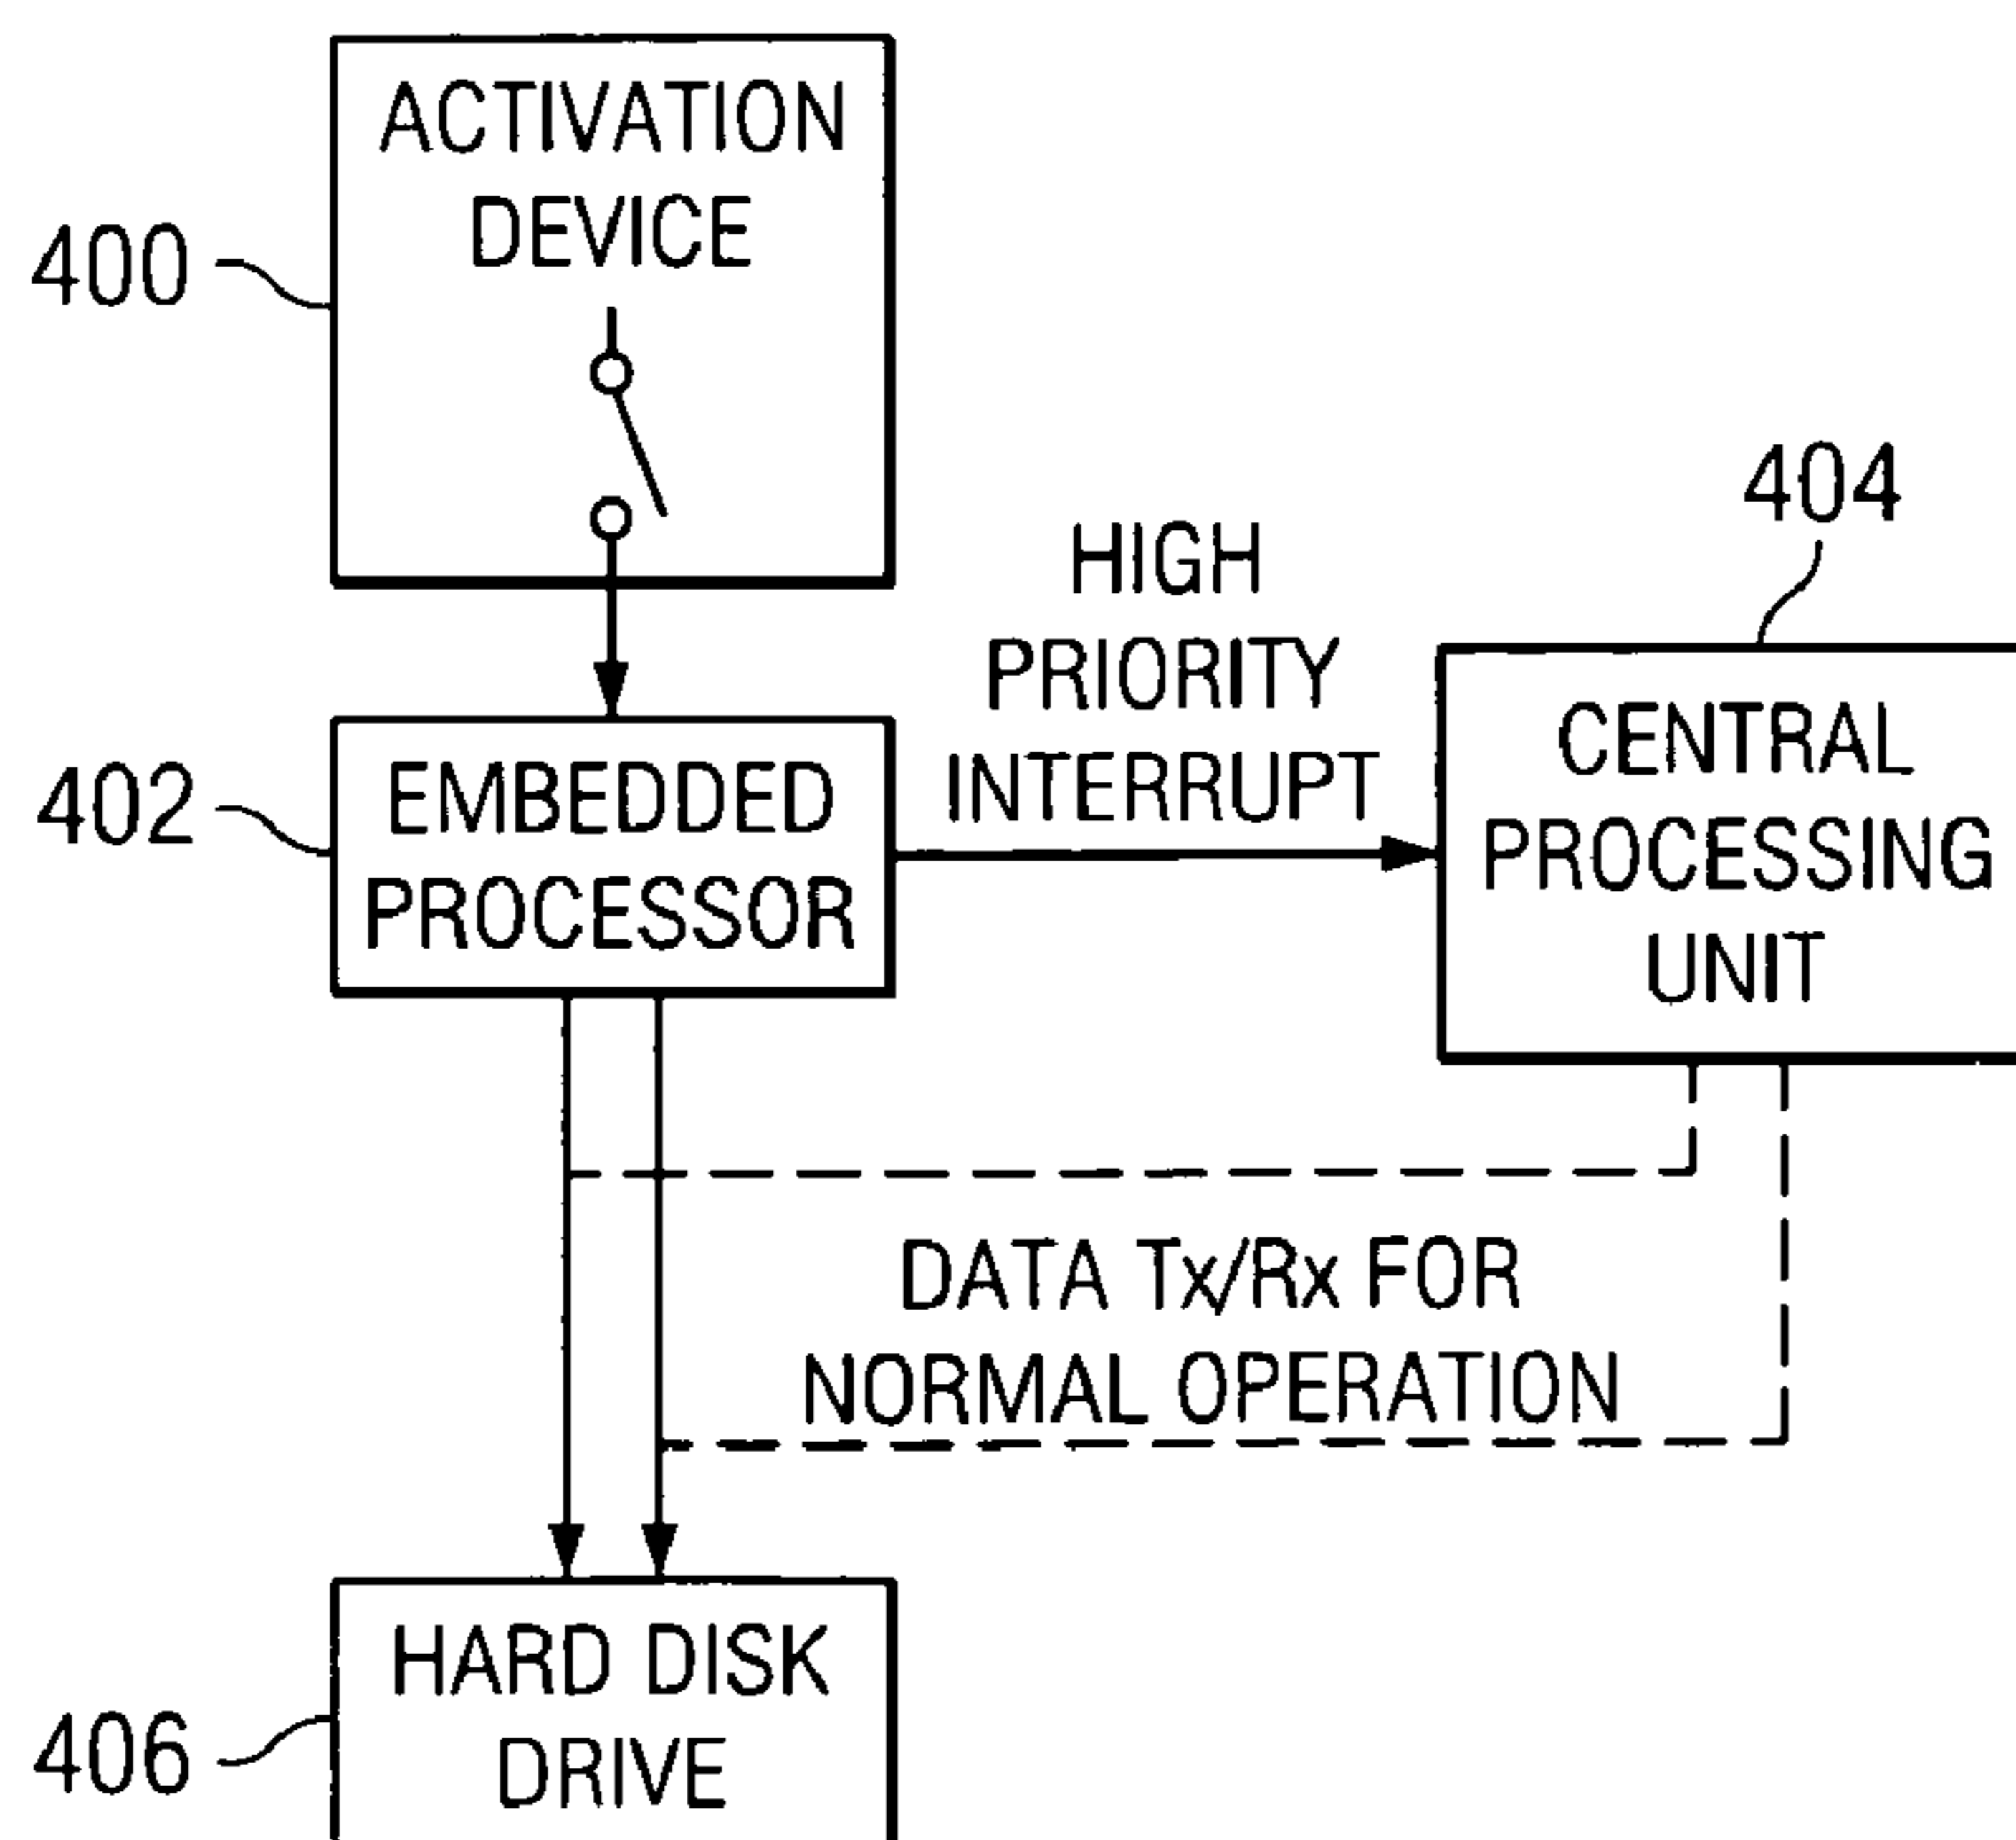 ACTIVATION
DEVICE
400
404
HIGH
PRIORITY
INTERRUPT
CENTRAL
PROCESSING
UNIT
402
EMBEDDED
PROCESSOR
DATA Tx/Rx FOR
NORMAL OPERATION
HARD DISK
DRIVE
406